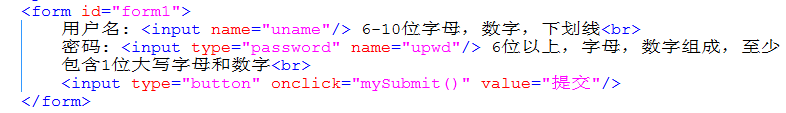 <form id="form1">
用户名：<input name="uname"/> 6-10位字母，数字，下划线<br>
密码：<input type="password" name="upwd"/> 6位以上，字母，数字组成，至少
包含1位大写字母和数字<br>
<input type="button" onclick="mySubmit()" value="提交"/>
</form>